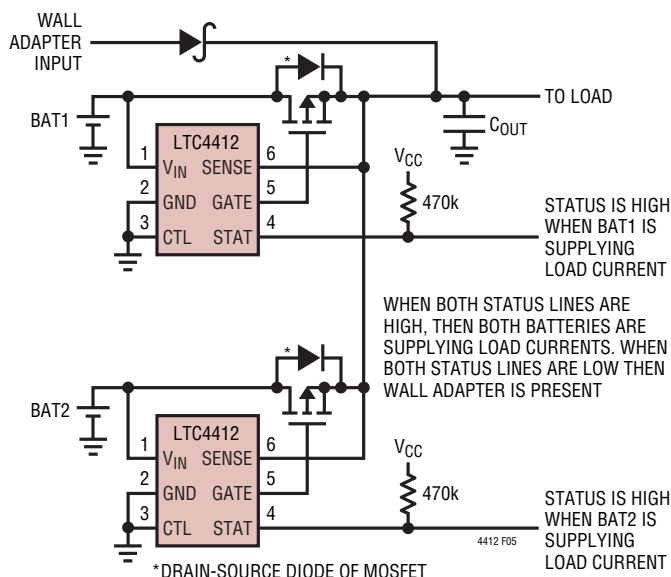 WALL
ADAPTER
INPUT
*
TO LOAD
BAT1
COUT
LTC4412
1
VIN
SENSE
6
2
GND
GATE
5
3
CTL
STAT
4
VCC
470k
STATUS IS HIGH
WHEN BAT1 IS
SUPPLYING
LOAD CURRENT
WHEN BOTH STATUS LINES ARE
HIGH, THEN BOTH BATTERIES ARE
SUPPLYING LOAD CURRENTS. WHEN
BOTH STATUS LINES ARE LOW THEN
WALL ADAPTER IS PRESENT
*
BAT2
LTC4412
1
VIN
SENSE
6
2
GND
GATE
5
3
CTL
STAT
4
VCC
470k
4412 F05
STATUS IS HIGH
WHEN BAT2 IS
SUPPLYING
LOAD CURRENT
*DRAIN-SOURCE DIODE OF MOSFET